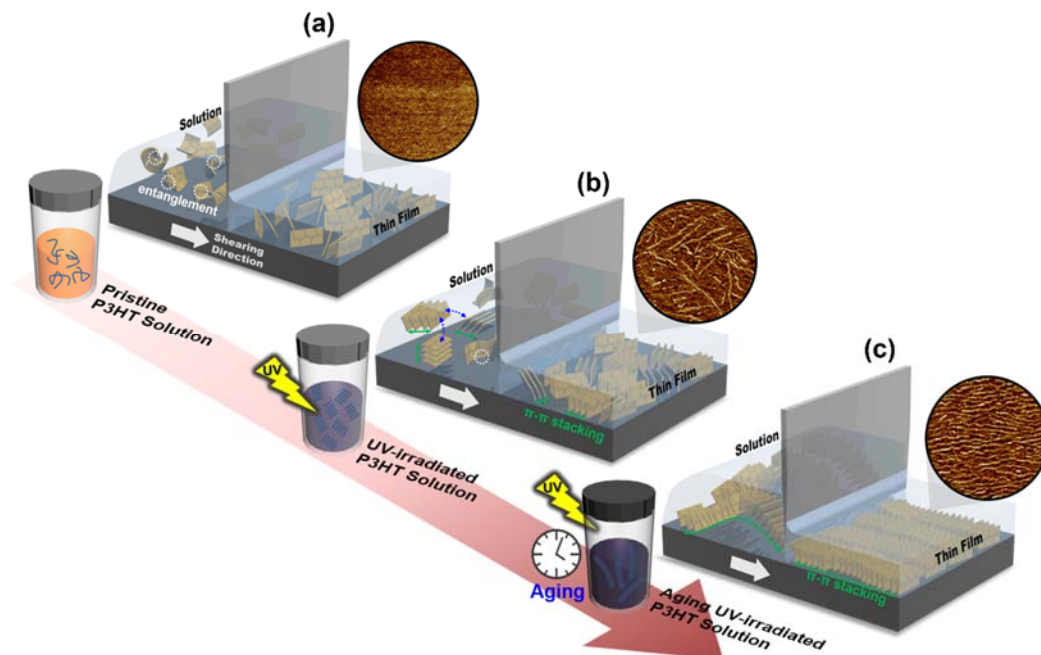 (a)
Solution
entanglement
Thin Film
Shearing
Direction
Pristine
P3HT Solution
(b)
Solution
Thin Film
π-π stacking
UV
UV-irradiated
P3HT Solution
(c)
Solution
Thin Film
π-π stacking
UV
Aging
Aging UV-irradiated
P3HT Solution